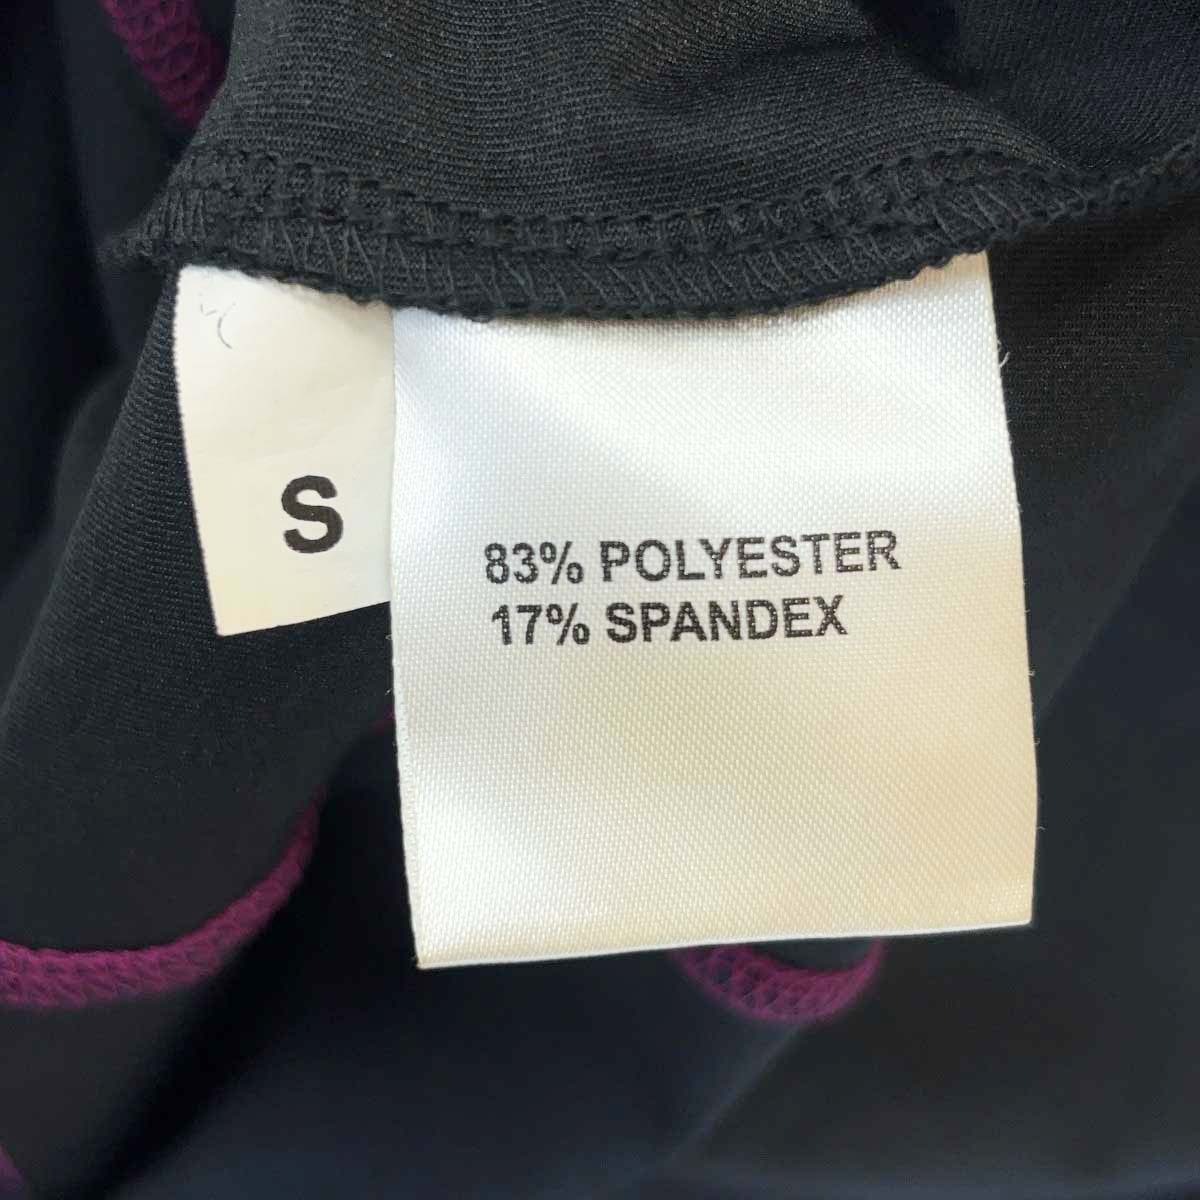 S
83% POLYESTER
17% SPANDEX